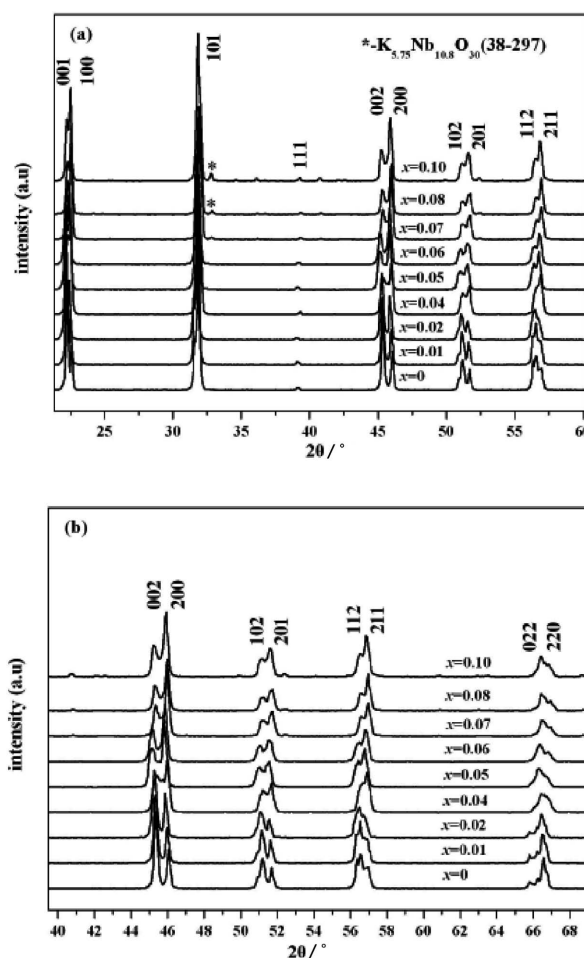 (a)
*-K5.75Nb10.8O30(38-297)
001
100
101
111
002
200
102
201
112
211
*
*
x=0.10
x=0.08
x=0.07
x=0.06
x=0.05
x=0.04
x=0.02
x=0.01
x=0
intensity (a.u)
25 30 35 40 45 50 55 60
2θ / °
(b)
002
200
102
201
112
211
022
220
x=0.10
x=0.08
x=0.07
x=0.06
x=0.05
x=0.04
x=0.02
x=0.01
x=0
intensity (a.u)
40 42 44 46 48 50 52 54 56 58 60 62 64 66 68
2θ / °